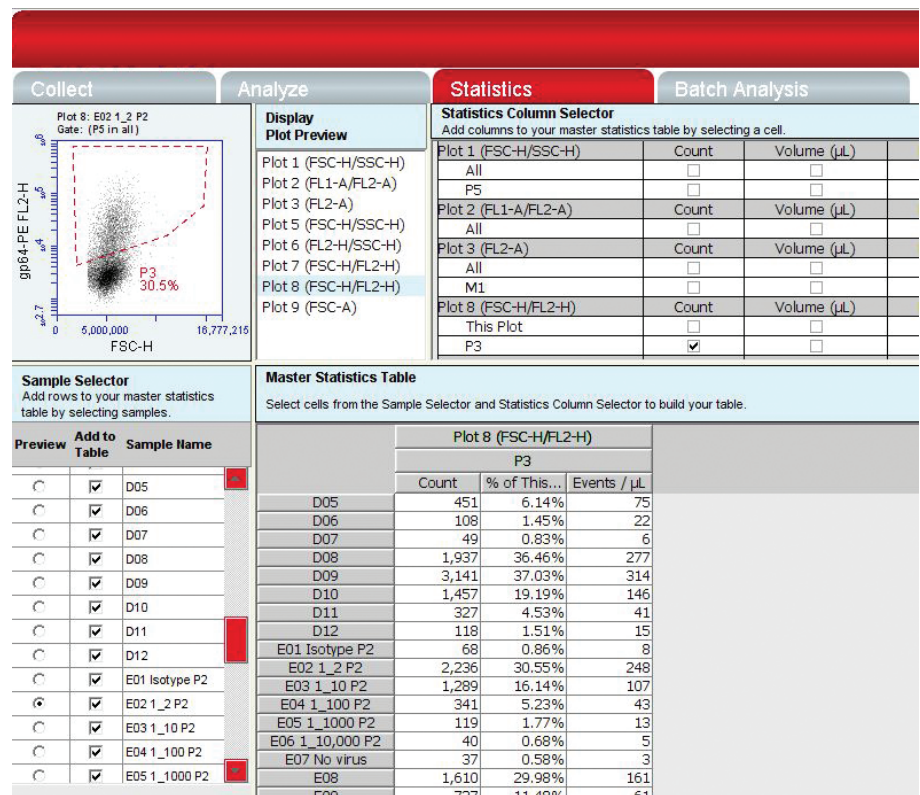 Collect Analyze Statistics Batch Analysis
Plot 8: E02 1_2 P2
Gate: (P5 in all)
gp64-PE FL2-H
P3
30.5%
0 5,000,000 16,777,215
FSC-H
Display
Plot Preview
Plot 1 (FSC-H/SSC-H)
Plot 2 (FL1-A/FL2-A)
Plot 3 (FL2-A)
Plot 5 (FSC-H/SSC-H)
Plot 6 (FL2-H/SSC-H)
Plot 7 (FSC-H/FL2-H)
Plot 8 (FSC-H/FL2-H)
Plot 9 (FSC-A)
Statistics Column Selector
Add columns to your master statistics table by selecting a cell.
Plot 1 (FSC-H/SSC-H) Count Volume (µL)
All
P5
Plot 2 (FL1-A/FL2-A) Count Volume (µL)
All
Plot 3 (FL2-A) Count Volume (µL)
All
M1
Plot 8 (FSC-H/FL2-H) Count Volume (µL)
This Plot
P3
Sample Selector
Add rows to your master statistics
table by selecting samples.
Preview Add to Table Sample Name
D05
D06
D07
D08
D09
D10
D11
D12
E01 Isotype P2
E02 1_2 P2
E03 1_10 P2
E04 1_100 P2
E05 1_1000 P2
Master Statistics Table
Select cells from the Sample Selector and Statistics Column Selector to build your table.
Plot 8 (FSC-H/FL2-H)
P3
Count % of This... Events / µL
D05 451 6.14% 75
D06 108 1.45% 22
D07 49 0.83% 6
D08 1,937 36.46% 277
D09 3,141 37.03% 314
D10 1,457 19.19% 146
D11 327 4.53% 41
D12 118 1.51% 15
E01 Isotype P2 68 0.86% 8
E02 1_2 P2 2,236 30.55% 248
E03 1_10 P2 1,289 16.14% 107
E04 1_100 P2 341 5.23% 43
E05 1_1000 P2 119 1.77% 13
E06 1_10,000 P2 40 0.68% 5
E07 No virus 37 0.58% 3
E08 1,610 29.98% 161